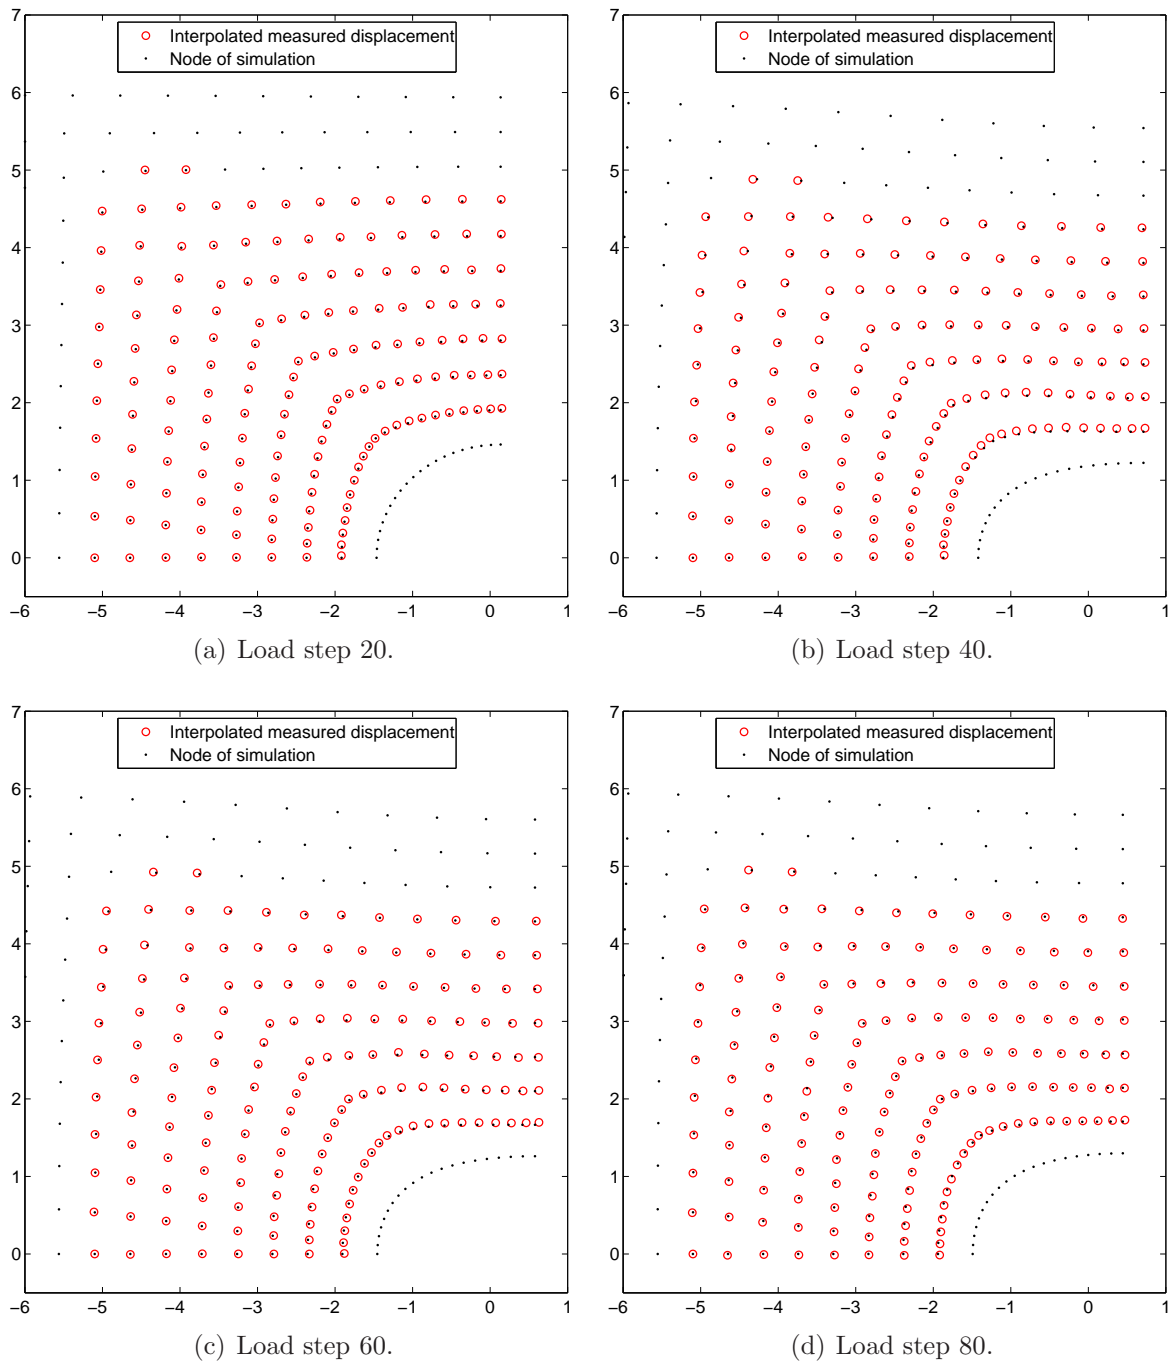 7
6
5
4
3
2
1
0
−6 −5 −4 −3 −2 −1 0 1
Interpolated measured displacement
Node of simulation
(a) Load step 20.
7
6
5
4
3
2
1
0
−6 −5 −4 −3 −2 −1 0 1
Interpolated measured displacement
Node of simulation
(b) Load step 40.
7
6
5
4
3
2
1
0
−6 −5 −4 −3 −2 −1 0 1
Interpolated measured displacement
Node of simulation
(c) Load step 60.
7
6
5
4
3
2
1
0
−6 −5 −4 −3 −2 −1 0 1
Interpolated measured displacement
Node of simulation
(d) Load step 80.